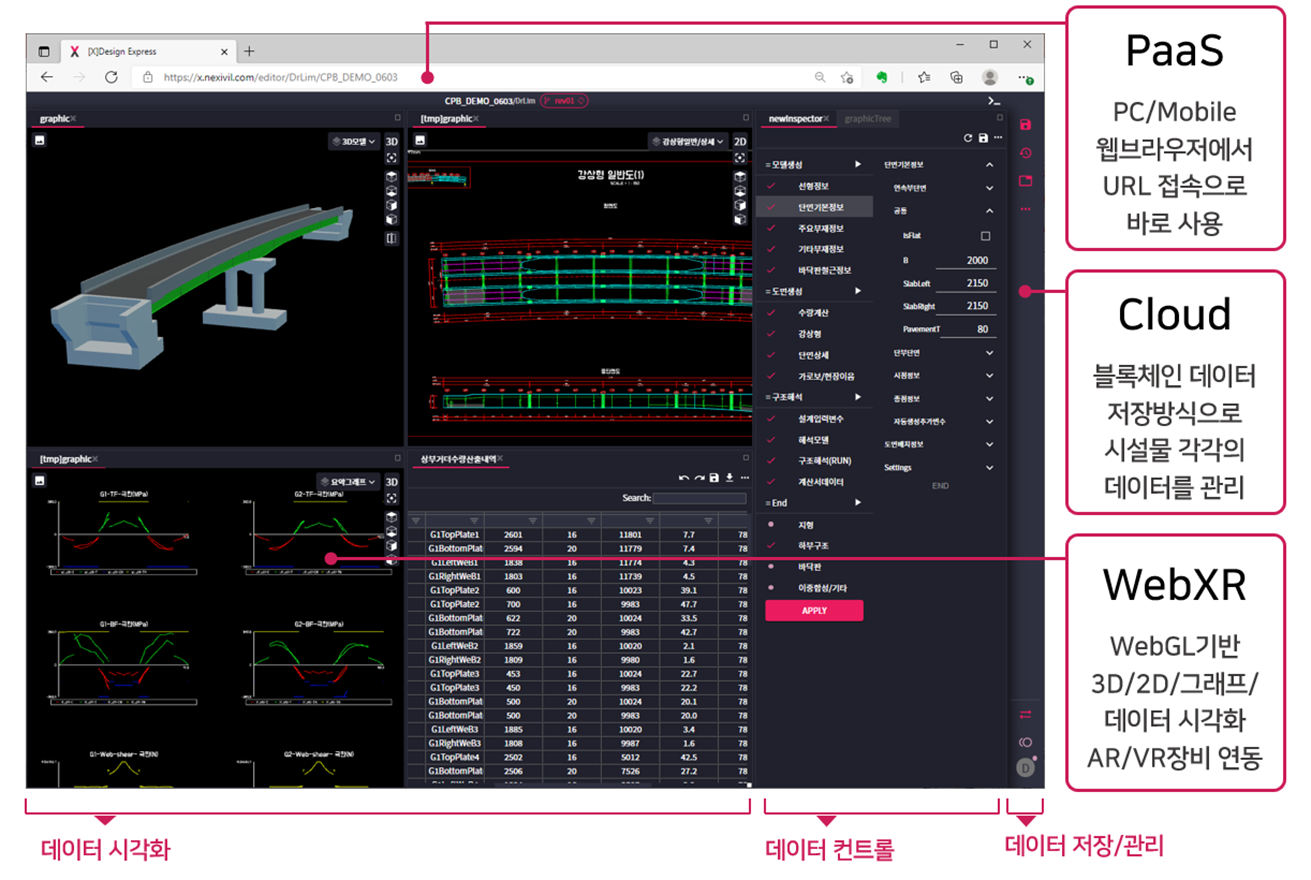 [X]Design Express
https://x.nexivil.com/editor/DrLim/CPB_DEMO_0603
CPB_DEMO_0603/DrLim
rev01
graphic
3D모델
3D
[tmp]graphic
강상형일반/상세
2D
강상형 일반도(1)
newInspector
graphicTree
=모델생성
선형정보
단면기본정보
주요부재정보
기타부재정보
바닥판철근정보
=도면생성
수량계산
강상형
단면상세
가로보/현장이음
=구조해석
설계입력변수
해석모델
구조해석(RUN)
계산서데이터
=End
지형
하부구조
바닥판
이중합성/기타
APPLY
단면기본정보
연속부단면
공통
isFlat
B 2000
SlabLeft 2150
SlabRight 2150
PavementT 80
단부단면
시점정보
종점정보
자동생성추가변수
도면배치정보
Settings
END
[tmp]graphic
요약그래프
3D
G1-TF-극한(MPa)
G2-TF-극한(MPa)
G1-BF-극한(MPa)
G2-BF-극한(MPa)
G1-Web-shear-극한(N)
G2-Web-shear-극한(N)
상부거더수량산출내역
Search:
G1TopPlate1 2601 16 11801 7.7 78
G1BottomPlat 2594 20 11779 7.4 78
G1LeftWeB1 1838 16 11774 4.3 78
G1RightWeB1 1803 16 11739 4.5 78
G1TopPlate2 600 16 10023 39.1 78
G1TopPlate2 700 16 9983 47.7 78
G1BottomPlat 622 20 10024 33.5 78
G1BottomPlat 722 20 9983 42.7 78
G1LeftWeB2 1859 16 10020 2.1 78
G1RightWeB2 1809 16 9980 1.6 78
G1TopPlate3 453 16 10024 22.7 78
G1TopPlate3 450 16 9983 22.2 78
G1BottomPlat 500 20 10024 20.1 78
G1BottomPlat 500 20 9983 20.0 78
G1LeftWeB3 1885 16 10020 3.4 78
G1RightWeB3 1808 16 9987 1.6 78
G1TopPlate4 2502 16 5012 42.5 78
G1BottomPlat 2506 20 7526 27.2 78
D
PaaS
PC/Mobile
웹브라우저에서
URL 접속으로
바로 사용
Cloud
블록체인 데이터
저장방식으로
시설물 각각의
데이터를 관리
WebXR
WebGL기반
3D/2D/그래프/
데이터 시각화
AR/VR장비 연동
데이터 시각화
데이터 컨트롤
데이터 저장/관리